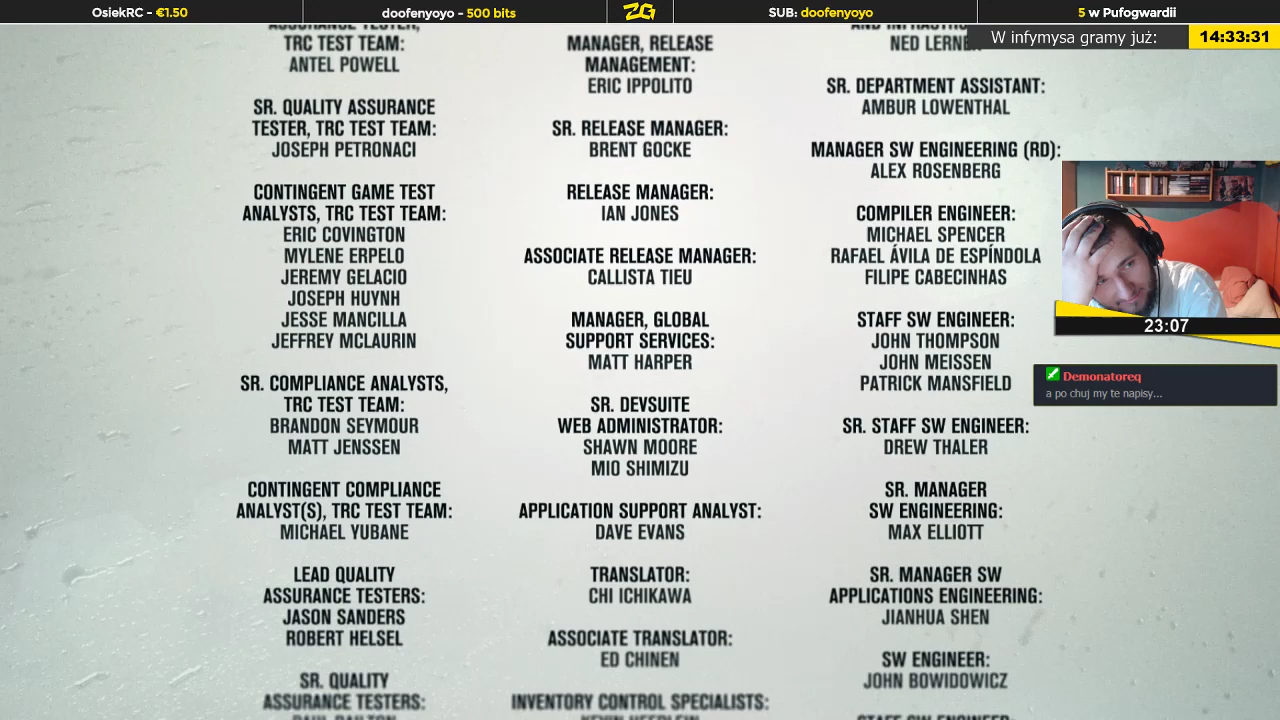 OsiekRC - €1.50
doofenyoyo - 500 bits
ZG
SUB: doofenyoyo
5 w Pufogwardii
W infymysa gramy już:
14:33:31
ASSURANCE TESTER,
TRC TEST TEAM:
ANTEL POWELL
SR. QUALITY ASSURANCE
TESTER, TRC TEST TEAM:
JOSEPH PETRONACI
CONTINGENT GAME TEST
ANALYSTS, TRC TEST TEAM:
ERIC COVINGTON
MYLENE ERPELO
JEREMY GELACIO
JOSEPH HUYNH
JESSE MANCILLA
JEFFREY MCLAURIN
SR. COMPLIANCE ANALYSTS,
TRC TEST TEAM:
BRANDON SEYMOUR
MATT JENSSEN
CONTINGENT COMPLIANCE
ANALYST(S), TRC TEST TEAM:
MICHAEL YUBANE
LEAD QUALITY
ASSURANCE TESTERS:
JASON SANDERS
ROBERT HELSEL
SR. QUALITY
ASSURANCE TESTERS:
MANAGER, RELEASE
MANAGEMENT:
ERIC IPPOLITO
SR. RELEASE MANAGER:
BRENT GOCKE
RELEASE MANAGER:
IAN JONES
ASSOCIATE RELEASE MANAGER:
CALLISTA TIEU
MANAGER, GLOBAL
SUPPORT SERVICES:
MATT HARPER
SR. DEVSUITE
WEB ADMINISTRATOR:
SHAWN MOORE
MIO SHIMIZU
APPLICATION SUPPORT ANALYST:
DAVE EVANS
TRANSLATOR:
CHI ICHIKAWA
ASSOCIATE TRANSLATOR:
ED CHINEN
INVENTORY CONTROL SPECIALISTS:
NED LERNE
SR. DEPARTMENT ASSISTANT:
AMBUR LOWENTHAL
MANAGER SW ENGINEERING (RD):
ALEX ROSENBERG
COMPILER ENGINEER:
MICHAEL SPENCER
RAFAEL ÁVILA DE ESPÍNDOLA
FILIPE CABECINHAS
STAFF SW ENGINEER:
JOHN THOMPSON
JOHN MEISSEN
PATRICK MANSFIELD
SR. STAFF SW ENGINEER:
DREW THALER
SR. MANAGER
SW ENGINEERING:
MAX ELLIOTT
SR. MANAGER SW
APPLICATIONS ENGINEERING:
JIANHUA SHEN
SW ENGINEER:
JOHN BOWIDOWICZ
23:07
Demonatoreq
a po chuj my te napisy...